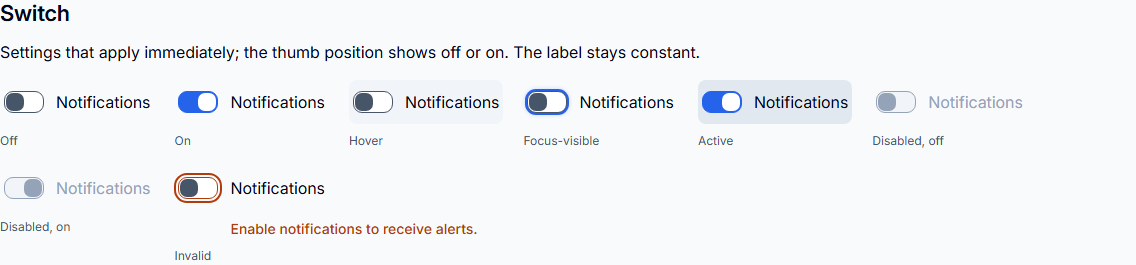 Switch
Settings that apply immediately; the thumb position shows off or on. The label stays constant.
Notifications Notifications Notifications Notifications Notifications Notifications
Off On Hover Focus-visible Active Disabled, off
Notifications Notifications
Disabled, on Enable notifications to receive alerts.
Invalid